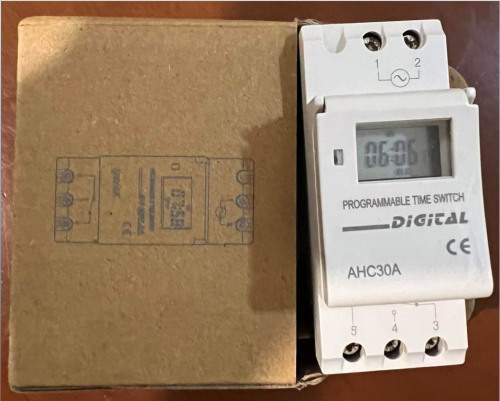 1 2
06:06
PROGRAMMABLE TIME SWITCH
DiGiTAL
CE
AHC30A
5 4 3